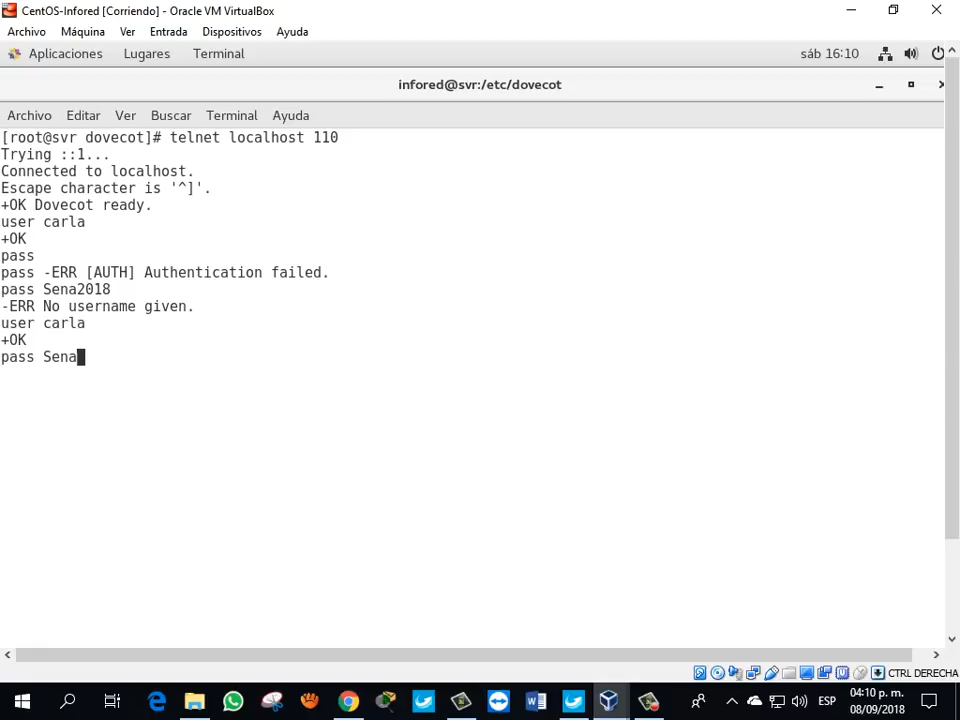 CentOS-Infored [Corriendo] - Oracle VM VirtualBox
Archivo Máquina Ver Entrada Dispositivos Ayuda
Aplicaciones Lugares Terminal sáb 16:10
infored@svr:/etc/dovecot
Archivo Editar Ver Buscar Terminal Ayuda
[root@svr dovecot]# telnet localhost 110
Trying ::1...
Connected to localhost.
Escape character is '^]'.
+OK Dovecot ready.
user carla
+OK
pass
pass -ERR [AUTH] Authentication failed.
pass Sena2018
-ERR No username given.
user carla
+OK
pass Sena
CTRL DERECHA
ESP
04:10 p. m.
08/09/2018